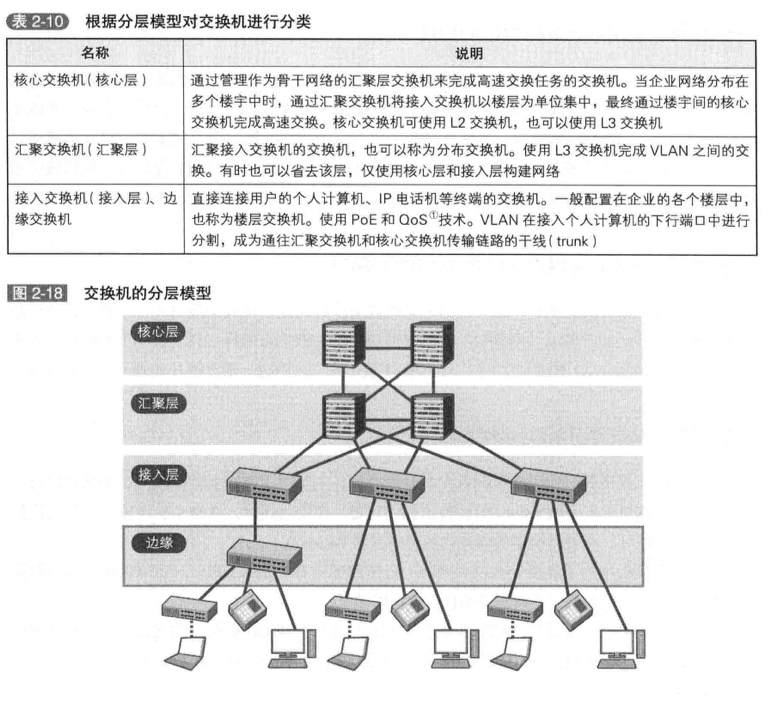 表 2-10 根据分层模型对交换机进行分类
名称 说明
核心交换机（核心层） 通过管理作为骨干网络的汇聚层交换机来完成高速交换任务的交换机。当企业网络分布在
多个楼宇中时，通过汇聚交换机将接入交换机以楼层为单位集中，最终通过楼宇间的核心
交换机完成高速交换。核心交换机可使用 L2 交换机，也可以使用 L3 交换机
汇聚交换机（汇聚层） 汇聚接入交换机的交换机，也可以称为分布交换机。使用 L3 交换机完成 VLAN 之间的交
换。有时也可以省去该层，仅使用核心层和接入层构建网络
接入交换机（接入层）、边 直接连接用户的个人计算机、IP 电话机等终端的交换机。一般配置在企业的各个楼层中，
缘交换机 也称为楼层交换机。使用 PoE 和 QoS①技术。VLAN 在接入个人计算机的下行端口中进行
分割，成为通往汇聚交换机和核心交换机传输链路的干线（trunk）
图 2-18 交换机的分层模型
核心层
汇聚层
接入层
边缘